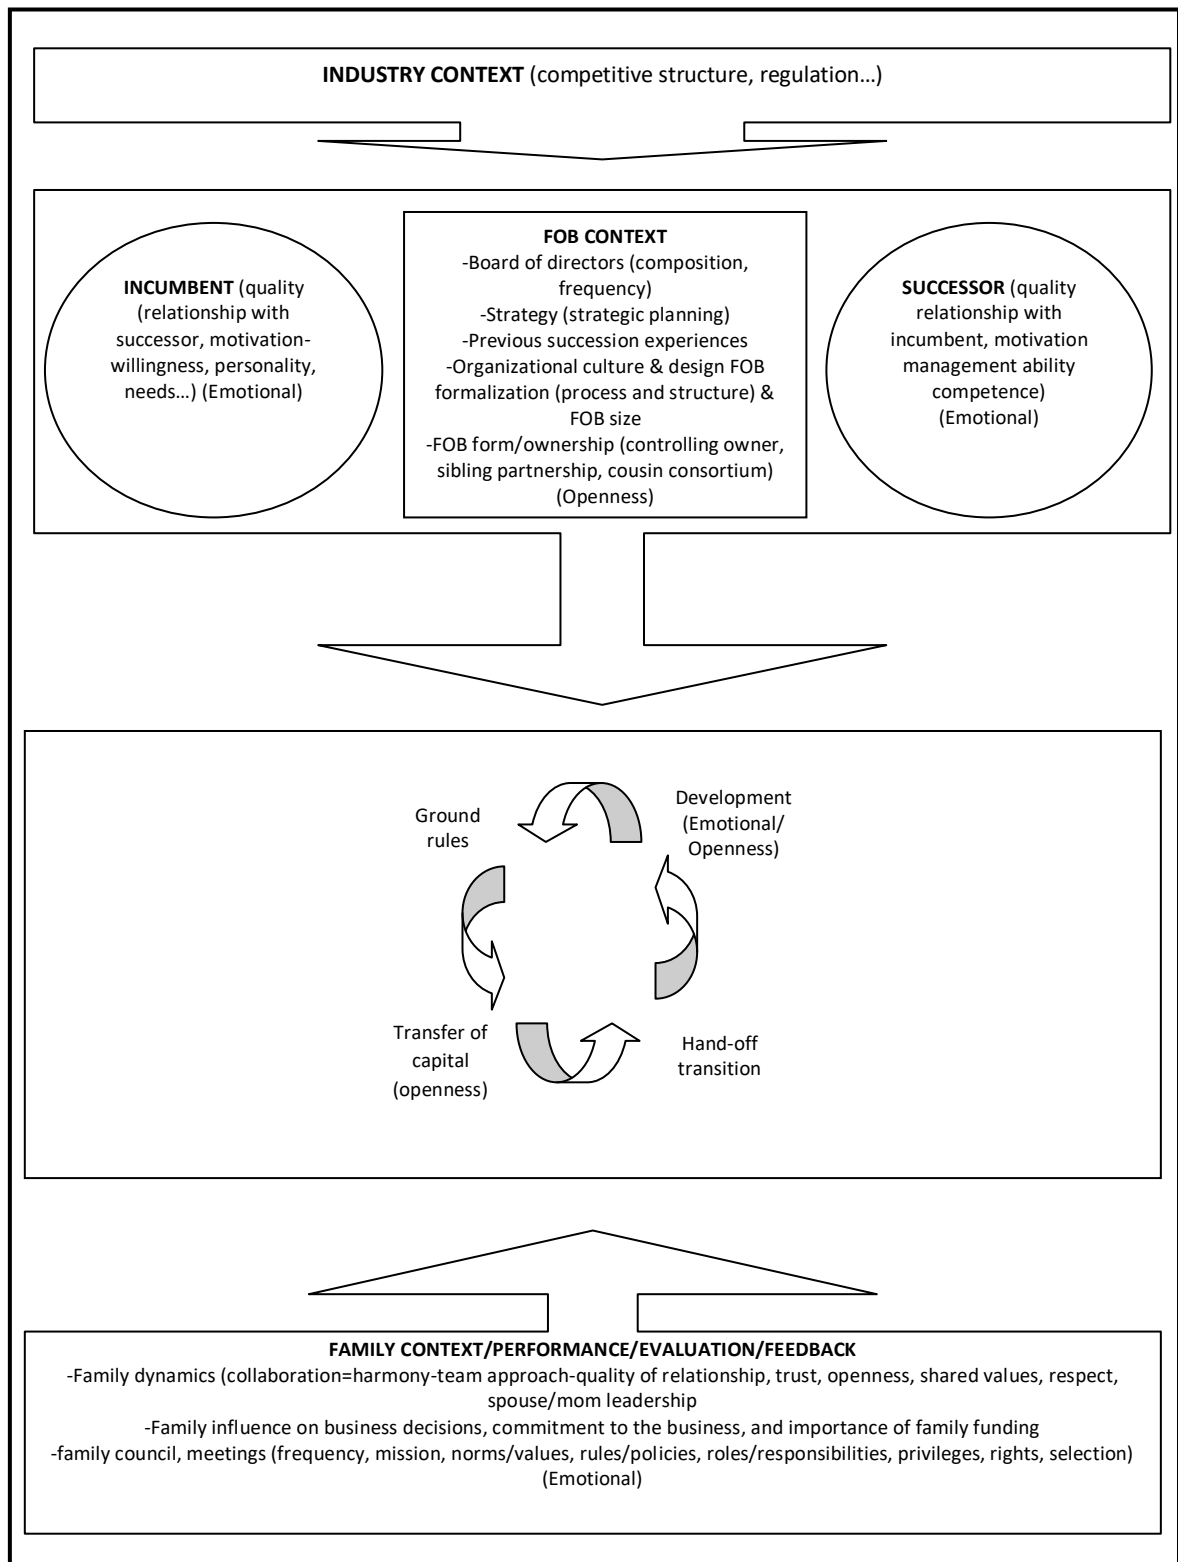 INDUSTRY CONTEXT (competitive structure, regulation…)
INCUMBENT (quality
(relationship with
successor, motivation-
willingness, personality,
needs…) (Emotional)
FOB CONTEXT
-Board of directors (composition,
frequency)
-Strategy (strategic planning)
-Previous succession experiences
-Organizational culture & design FOB
formalization (process and structure) &
FOB size
-FOB form/ownership (controlling owner,
sibling partnership, cousin consortium)
(Openness)
SUCCESSOR (quality
relationship with
incumbent, motivation
management ability
competence)
(Emotional)
Ground
rules
Development
(Emotional/
Openness)
Transfer of
capital
(openness)
Hand-off
transition
FAMILY CONTEXT/PERFORMANCE/EVALUATION/FEEDBACK
-Family dynamics (collaboration=harmony-team approach-quality of relationship, trust, openness, shared values, respect,
spouse/mom leadership
-Family influence on business decisions, commitment to the business, and importance of family funding
-family council, meetings (frequency, mission, norms/values, rules/policies, roles/responsibilities, privileges, rights, selection)
(Emotional)